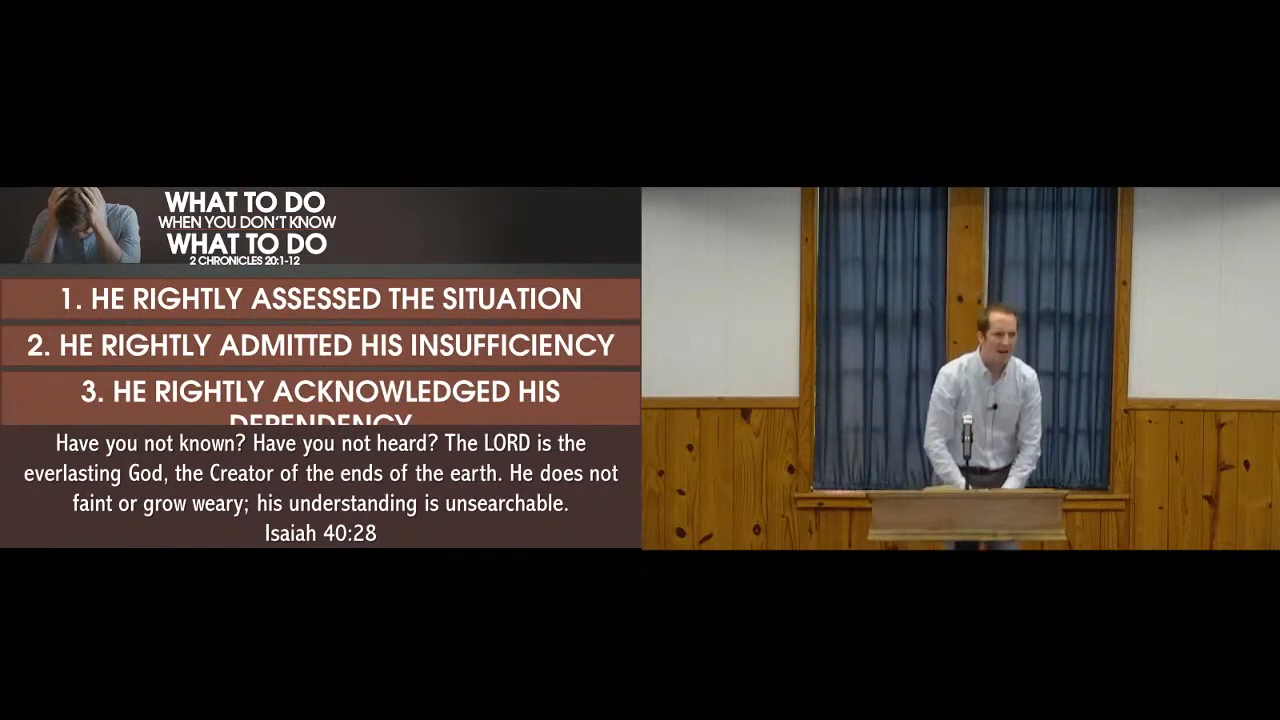 WHAT TO DO
WHEN YOU DON'T KNOW
WHAT TO DO
2 CHRONICLES 20:1-12
1. HE RIGHTLY ASSESSED THE SITUATION
2. HE RIGHTLY ADMITTED HIS INSUFFICIENCY
3. HE RIGHTLY ACKNOWLEDGED HIS
DEPENDENCY
Have you not known? Have you not heard? The LORD is the
everlasting God, the Creator of the ends of the earth. He does not
faint or grow weary; his understanding is unsearchable.
Isaiah 40:28